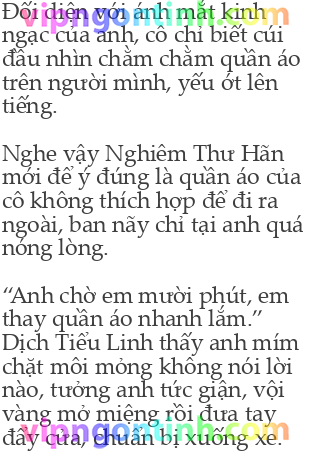 Đối diện với ánh mắt kinh
ngạc của anh, cô chỉ biết cúi
đầu nhìn chằm chằm quần áo
trên người mình, yếu ớt lên
tiếng.
Nghe vậy Nghiêm Thư Hãn
mới để ý đúng là quần áo của
cô không thích hợp để đi ra
ngoài, ban nãy chỉ tại anh quá
nóng lòng.
“Anh chờ em mười phút, em
thay quần áo nhanh lắm.”
Dịch Tiểu Linh thấy anh mím
chặt môi mỏng không nói lời
nào, tưởng anh tức giận, vội
vàng mở miệng rồi đưa tay
đẩy cửa, chuẩn bị xuống xe.
vipngontinh.com
vipngontinh.com